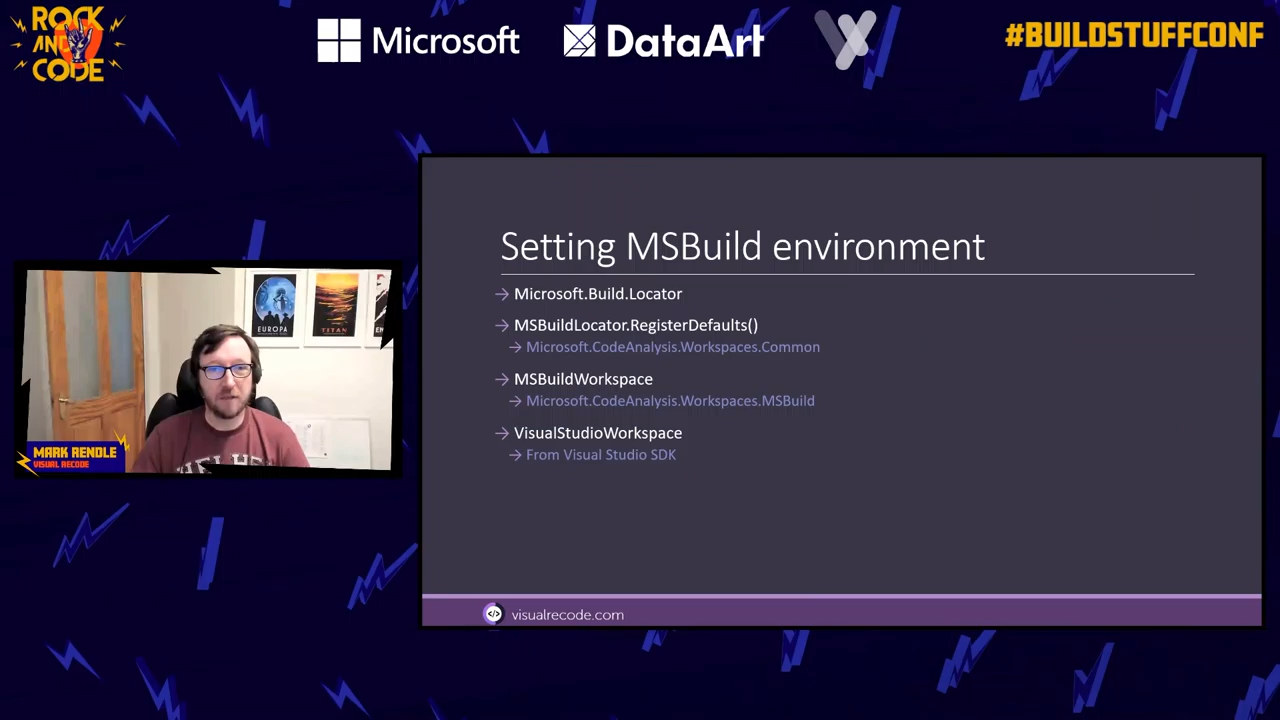 ROCK
AND
CODE
Microsoft
DataArt
#BUILDSTUFFCONF
EUROPA
TITAN
MARK RENDLE
VISUAL RECODE
Setting MSBuild environment
Microsoft.Build.Locator
MSBuildLocator.RegisterDefaults()
Microsoft.CodeAnalysis.Workspaces.Common
MSBuildWorkspace
Microsoft.CodeAnalysis.Workspaces.MSBuild
VisualStudioWorkspace
From Visual Studio SDK
</>
visualrecode.com